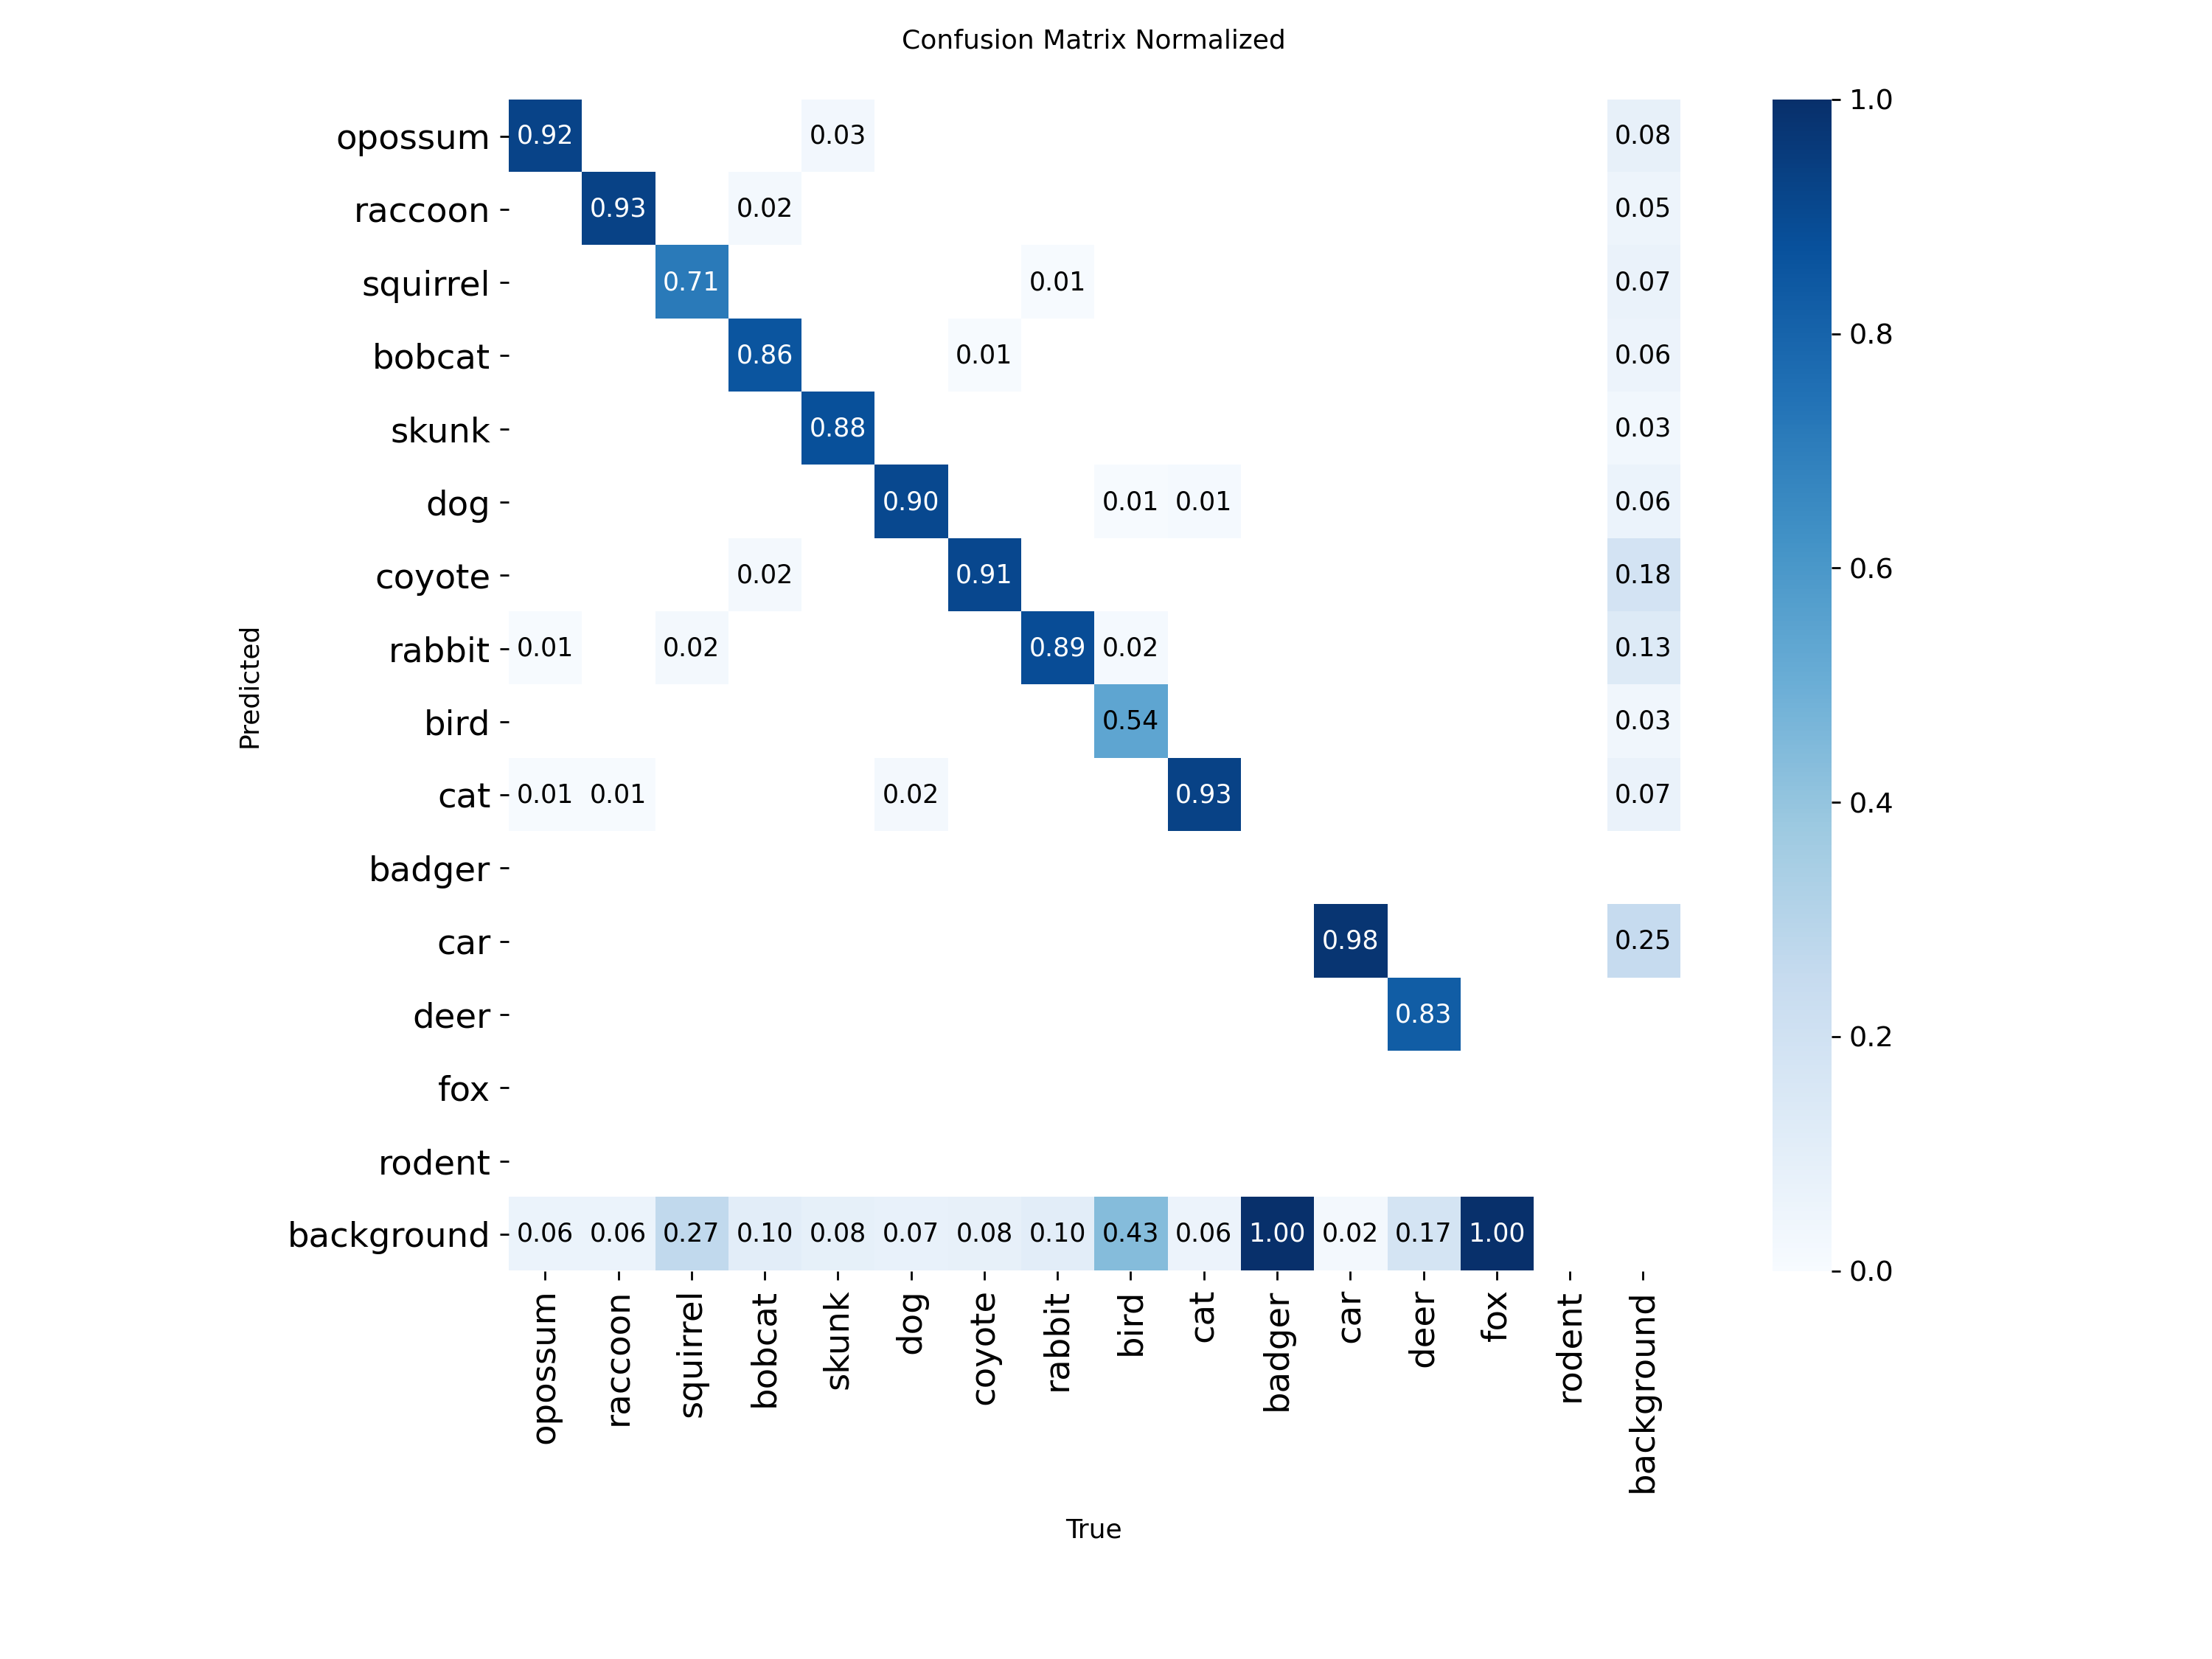 Confusion Matrix Normalized
opossum 0.92 0.03 0.08
raccoon 0.93 0.02 0.05
squirrel 0.71 0.01 0.07
bobcat 0.86 0.01 0.06
skunk 0.88 0.03
dog 0.90 0.01 0.01 0.06
coyote 0.02 0.91 0.18
rabbit 0.01 0.02 0.89 0.02 0.13
bird 0.54 0.03
cat 0.01 0.01 0.02 0.93 0.07
badger
car 0.98 0.25
deer 0.83
fox
rodent
background 0.06 0.06 0.27 0.10 0.08 0.07 0.08 0.10 0.43 0.06 1.00 0.02 0.17 1.00
Predicted
opossum
raccoon
squirrel
bobcat
skunk
dog
coyote
rabbit
bird
cat
badger
car
deer
fox
rodent
background
True
1.0
0.8
0.6
0.4
0.2
0.0